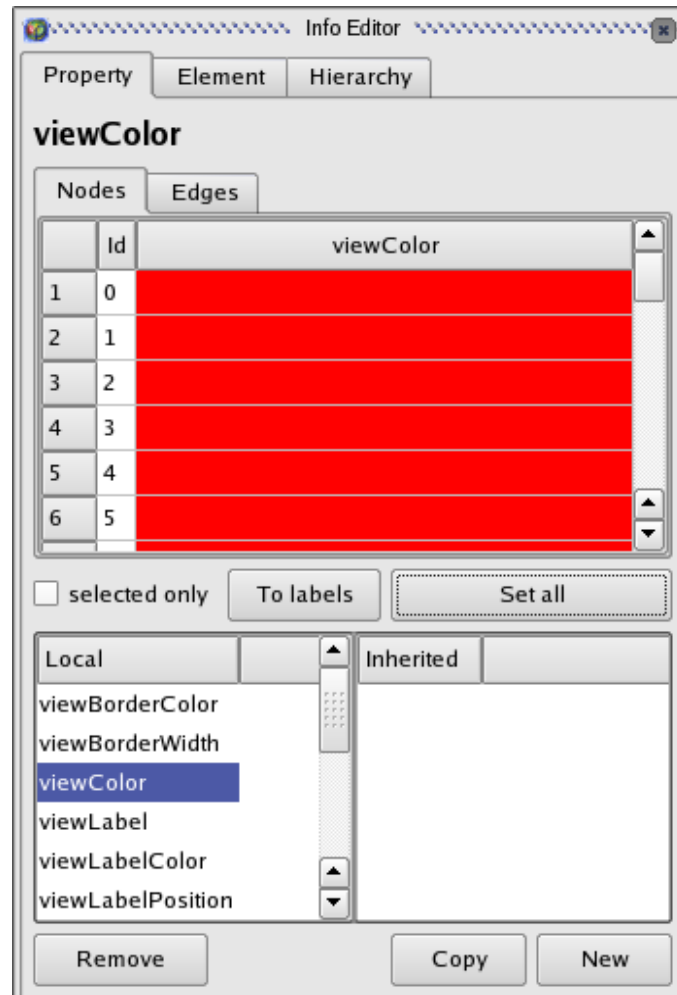 Info Editor
Property Element Hierarchy
viewColor
Nodes Edges
Id viewColor
1 0
2 1
3 2
4 3
5 4
6 5
selected only To labels Set all
Local Inherited
viewBorderColor
viewBorderWidth
viewColor
viewLabel
viewLabelColor
viewLabelPosition
Remove Copy New